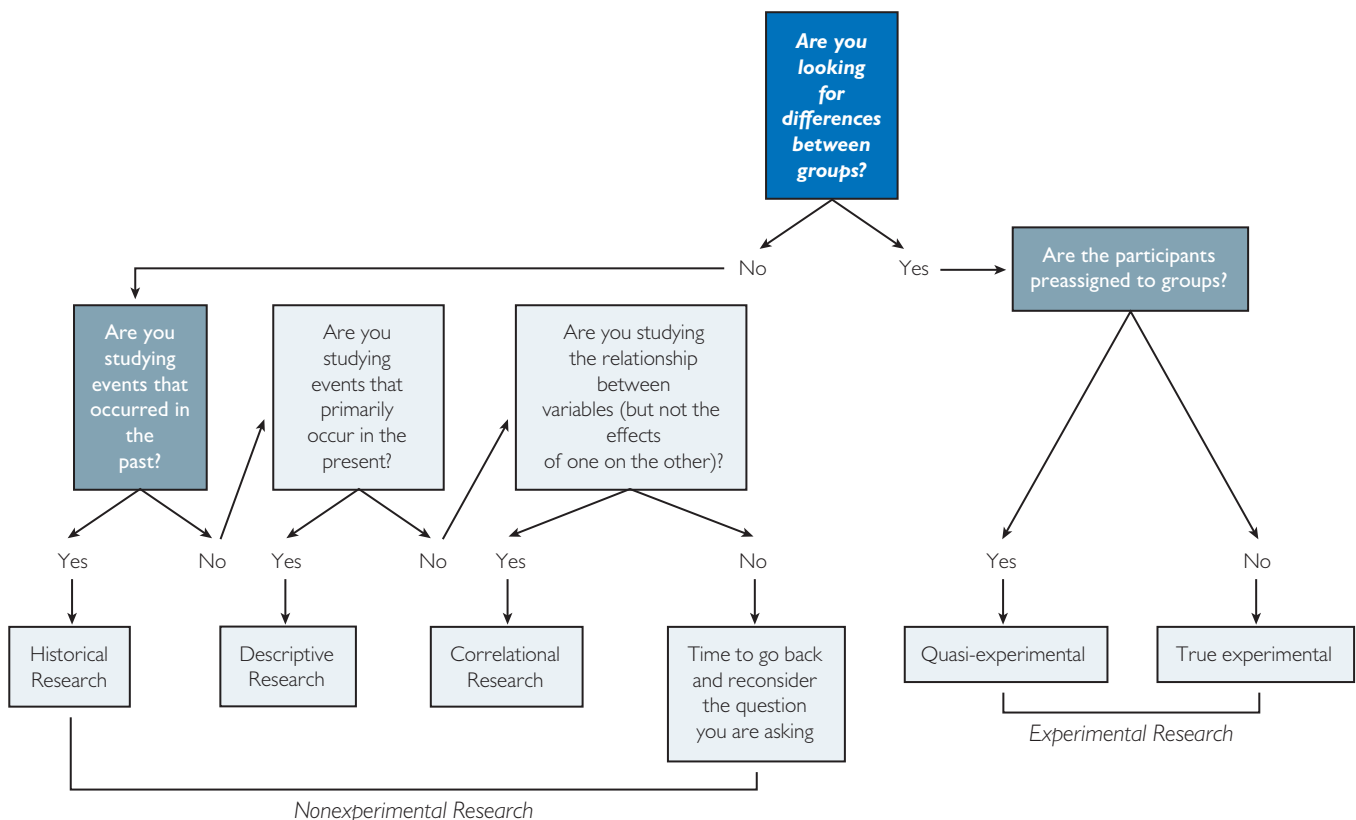 Are you
looking
for
differences
between
groups?
No
Yes
Are the participants
preassigned to groups?
Are you
studying
events that
occurred in
the
past?
Are you
studying
events that
primarily
occur in the
present?
Are you studying
the relationship
between
variables (but not the
effects
of one on the other)?
Yes
No
Yes
No
Yes
No
Yes
No
Historical
Research
Descriptive
Research
Correlational
Research
Time to go back
and reconsider
the question
you are asking
Quasi-experimental
True experimental
Experimental Research
Nonexperimental Research